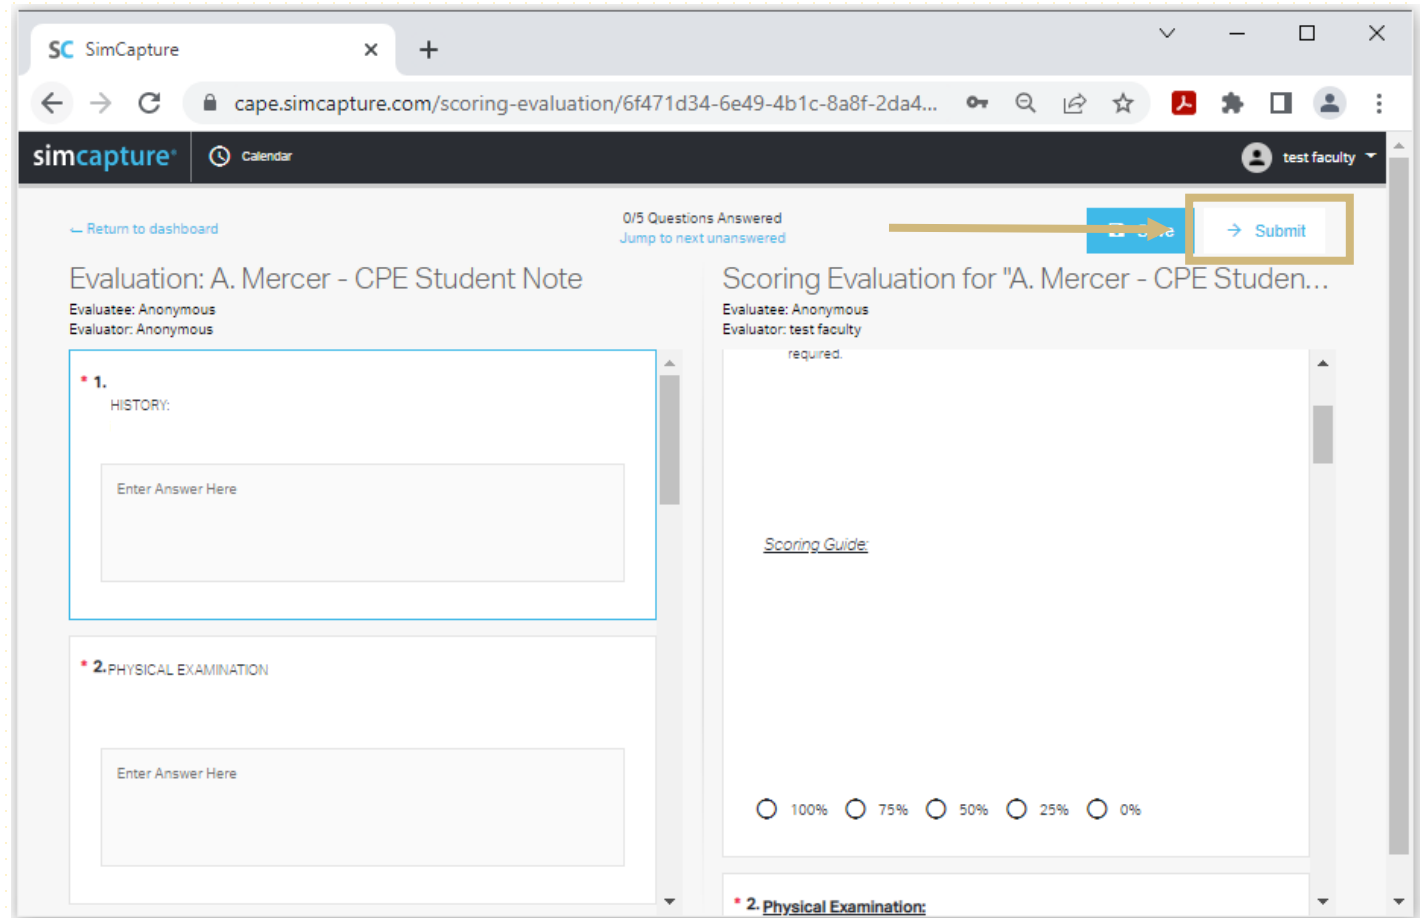 SC SimCapture
cape.simcapture.com/scoring-evaluation/6f471d34-6e49-4b1c-8a8f-2da4...
simcapture
Calendar
test faculty
Return to dashboard
0/5 Questions Answered
Jump to next unanswered
Submit
Evaluation: A. Mercer - CPE Student Note
Evaluatee: Anonymous
Evaluator: Anonymous
* 1.
HISTORY:
Enter Answer Here
* 2. PHYSICAL EXAMINATION
Enter Answer Here
Scoring Evaluation for "A. Mercer - CPE Studen...
Evaluatee: Anonymous
Evaluator: test faculty
required.
Scoring Guide:
100% 75% 50% 25% 0%
* 2. Physical Examination: